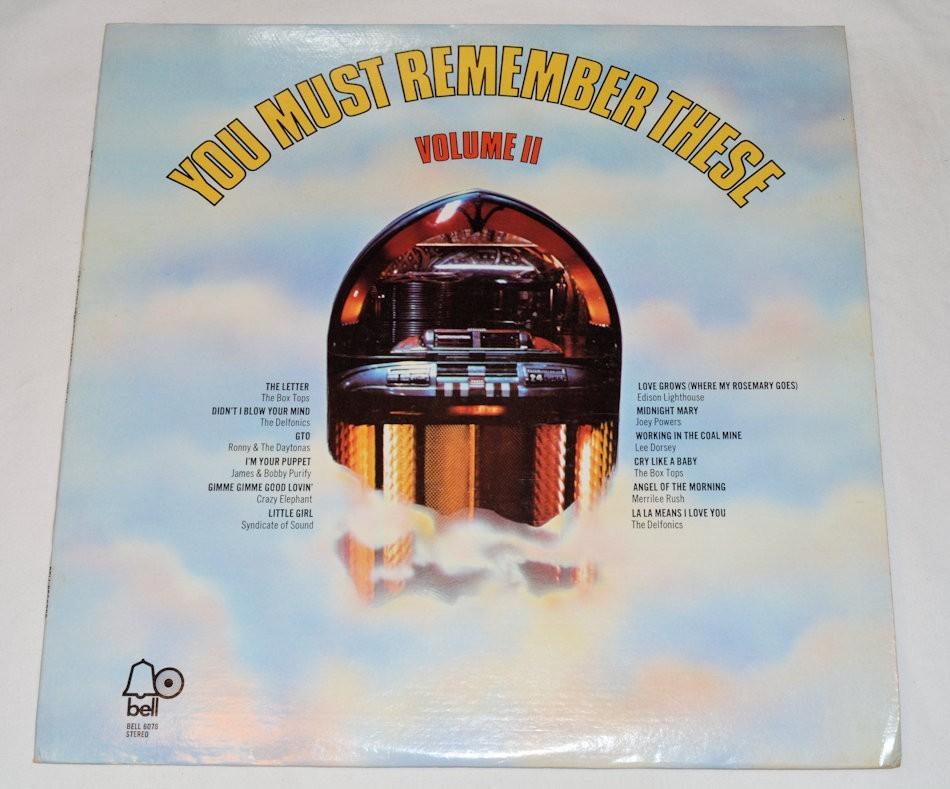 YOU MUST REMEMBER THESE
VOLUME II
THE LETTER
The Box Tops
DIDN'T I BLOW YOUR MIND
The Delfonics
GTO
Ronny & The Daytonas
I'M YOUR PUPPET
James & Bobby Purify
GIMME GIMME GOOD LOVIN'
Crazy Elephant
LITTLE GIRL
Syndicate of Sound
LOVE GROWS (WHERE MY ROSEMARY GOES)
Edison Lighthouse
MIDNIGHT MARY
Joey Powers
WORKING IN THE COAL MINE
Lee Dorsey
CRY LIKE A BABY
The Box Tops
ANGEL OF THE MORNING
Merrilee Rush
LA LA MEANS I LOVE YOU
The Delfonics
bell
BELL 6078
STEREO